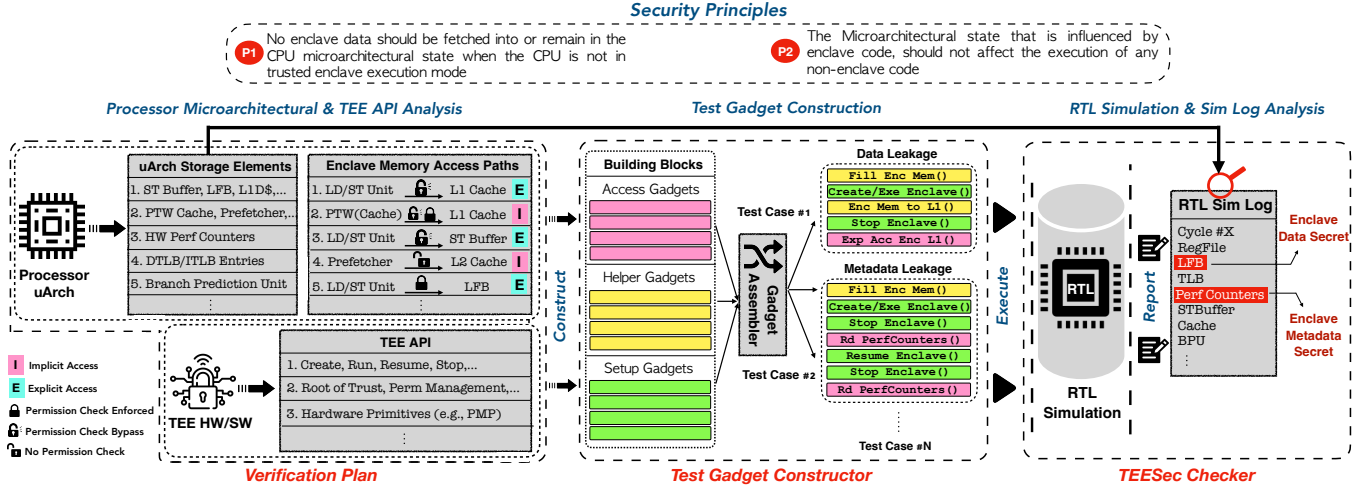 Security Principles
P1
No enclave data should be fetched into or remain in the
CPU microarchitectural state when the CPU is not in
trusted enclave execution mode
P2
The Microarchitectural state that is influenced by
enclave code, should not affect the execution of any
non-enclave code
Processor Microarchitectural & TEE API Analysis
Test Gadget Construction
RTL Simulation & Sim Log Analysis
Processor
uArch
uArch Storage Elements
1. ST Buffer, LFB, L1D$,...
2. PTW Cache, Prefetcher,...
3. HW Perf Counters
4. DTLB/ITLB Entries
5. Branch Prediction Unit
⋮
Enclave Memory Access Paths
1. LD/ST Unit L1 Cache E
2. PTW(Cache) L1 Cache I
3. LD/ST Unit ST Buffer E
4. Prefetcher L2 Cache I
5. LD/ST Unit LFB E
⋮
I Implicit Access
E Explicit Access
Permission Check Enforced
Permission Check Bypass
No Permission Check
TEE HW/SW
TEE API
1. Create, Run, Resume, Stop,...
2. Root of Trust, Perm Management,...
3. Hardware Primitives (e.g., PMP)
⋮
Verification Plan
Construct
Building Blocks
Access Gadgets
Helper Gadgets
Setup Gadgets
Gadget
Assembler
Test Case #1
Test Case #2
Data Leakage
Fill Enc Mem()
Create/Exe Enclave()
Enc Mem to L1()
Stop Enclave()
Exp Acc Enc L1()
Metadata Leakage
Fill Enc Mem()
Create/Exe Enclave()
Stop Enclave()
Rd PerfCounters()
Resume Enclave()
Stop Enclave()
Rd PerfCounters()
⋮
Test Case #N
Test Gadget Constructor
Execute
RTL
RTL
Simulation
Report
RTL Sim Log
Cycle #X
RegFile
LFB
TLB
Perf Counters
STBuffer
Cache
BPU
⋮
Enclave
Data Secret
Enclave
Metadata
Secret
TEESec Checker